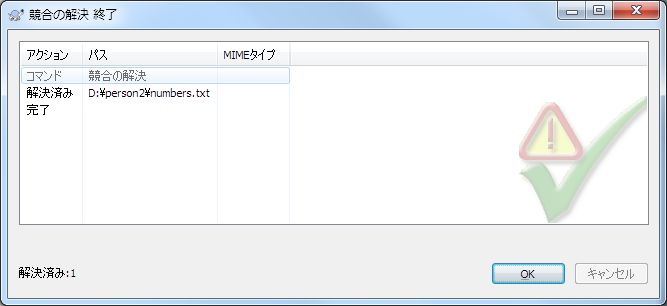 競合の解決 終了
アクション パス MIMEタイプ
コマンド 競合の解決
解決済み D:¥person2¥numbers.txt
完了
解決済み:1
OK キャンセル